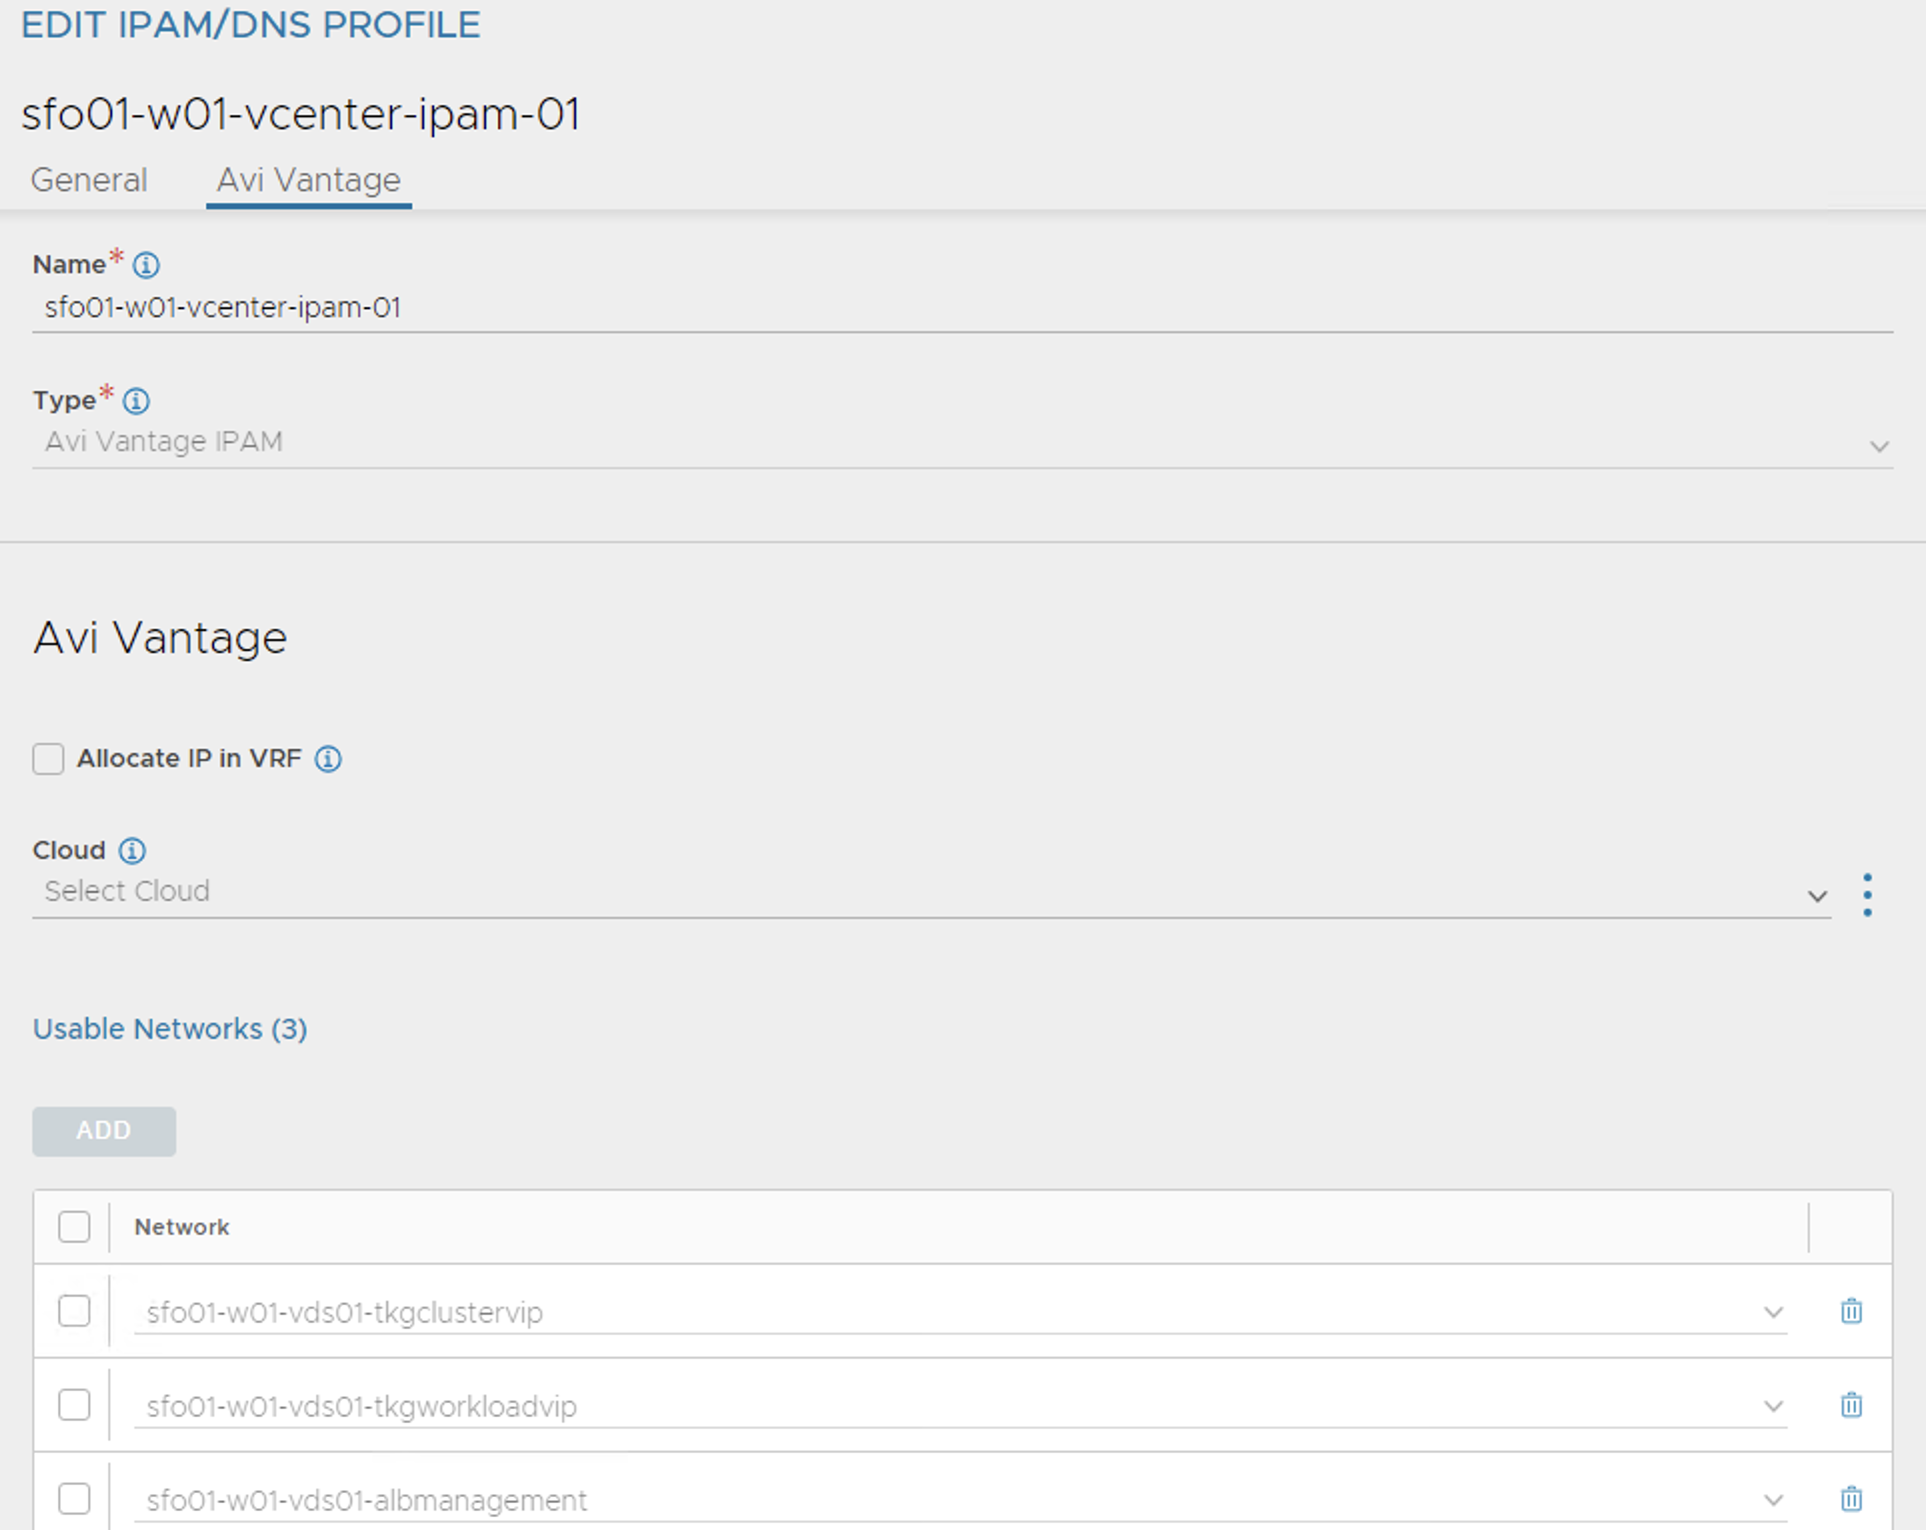 EDIT IPAM/DNS PROFILE
sfo01-w01-vcenter-ipam-01
General Avi Vantage
Name*
sfo01-w01-vcenter-ipam-01
Type*
Avi Vantage IPAM
Avi Vantage
Allocate IP in VRF
Cloud
Select Cloud
Usable Networks (3)
ADD
Network
sfo01-w01-vds01-tkgclustervip
sfo01-w01-vds01-tkgworkloadvip
sfo01-w01-vds01-albmanagement